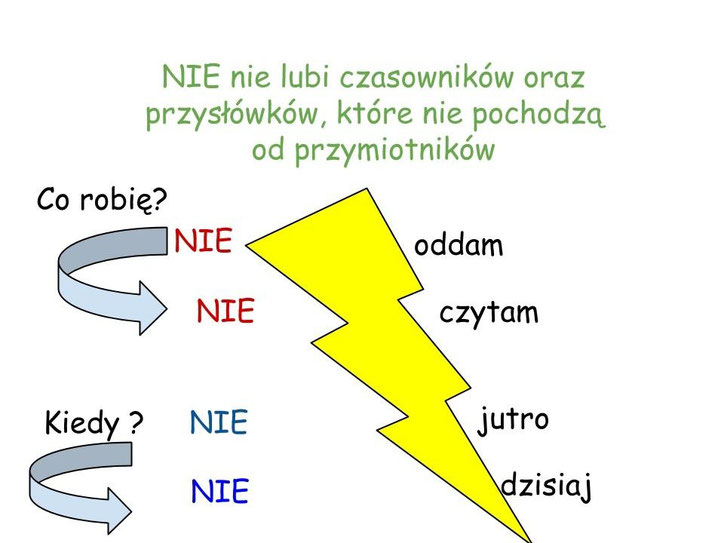 NIE nie lubi czasowników oraz
przysłówków, które nie pochodzą
od przymiotników
Co robię?
NIE oddam
NIE czytam
Kiedy ? NIE jutro
NIE dzisiaj